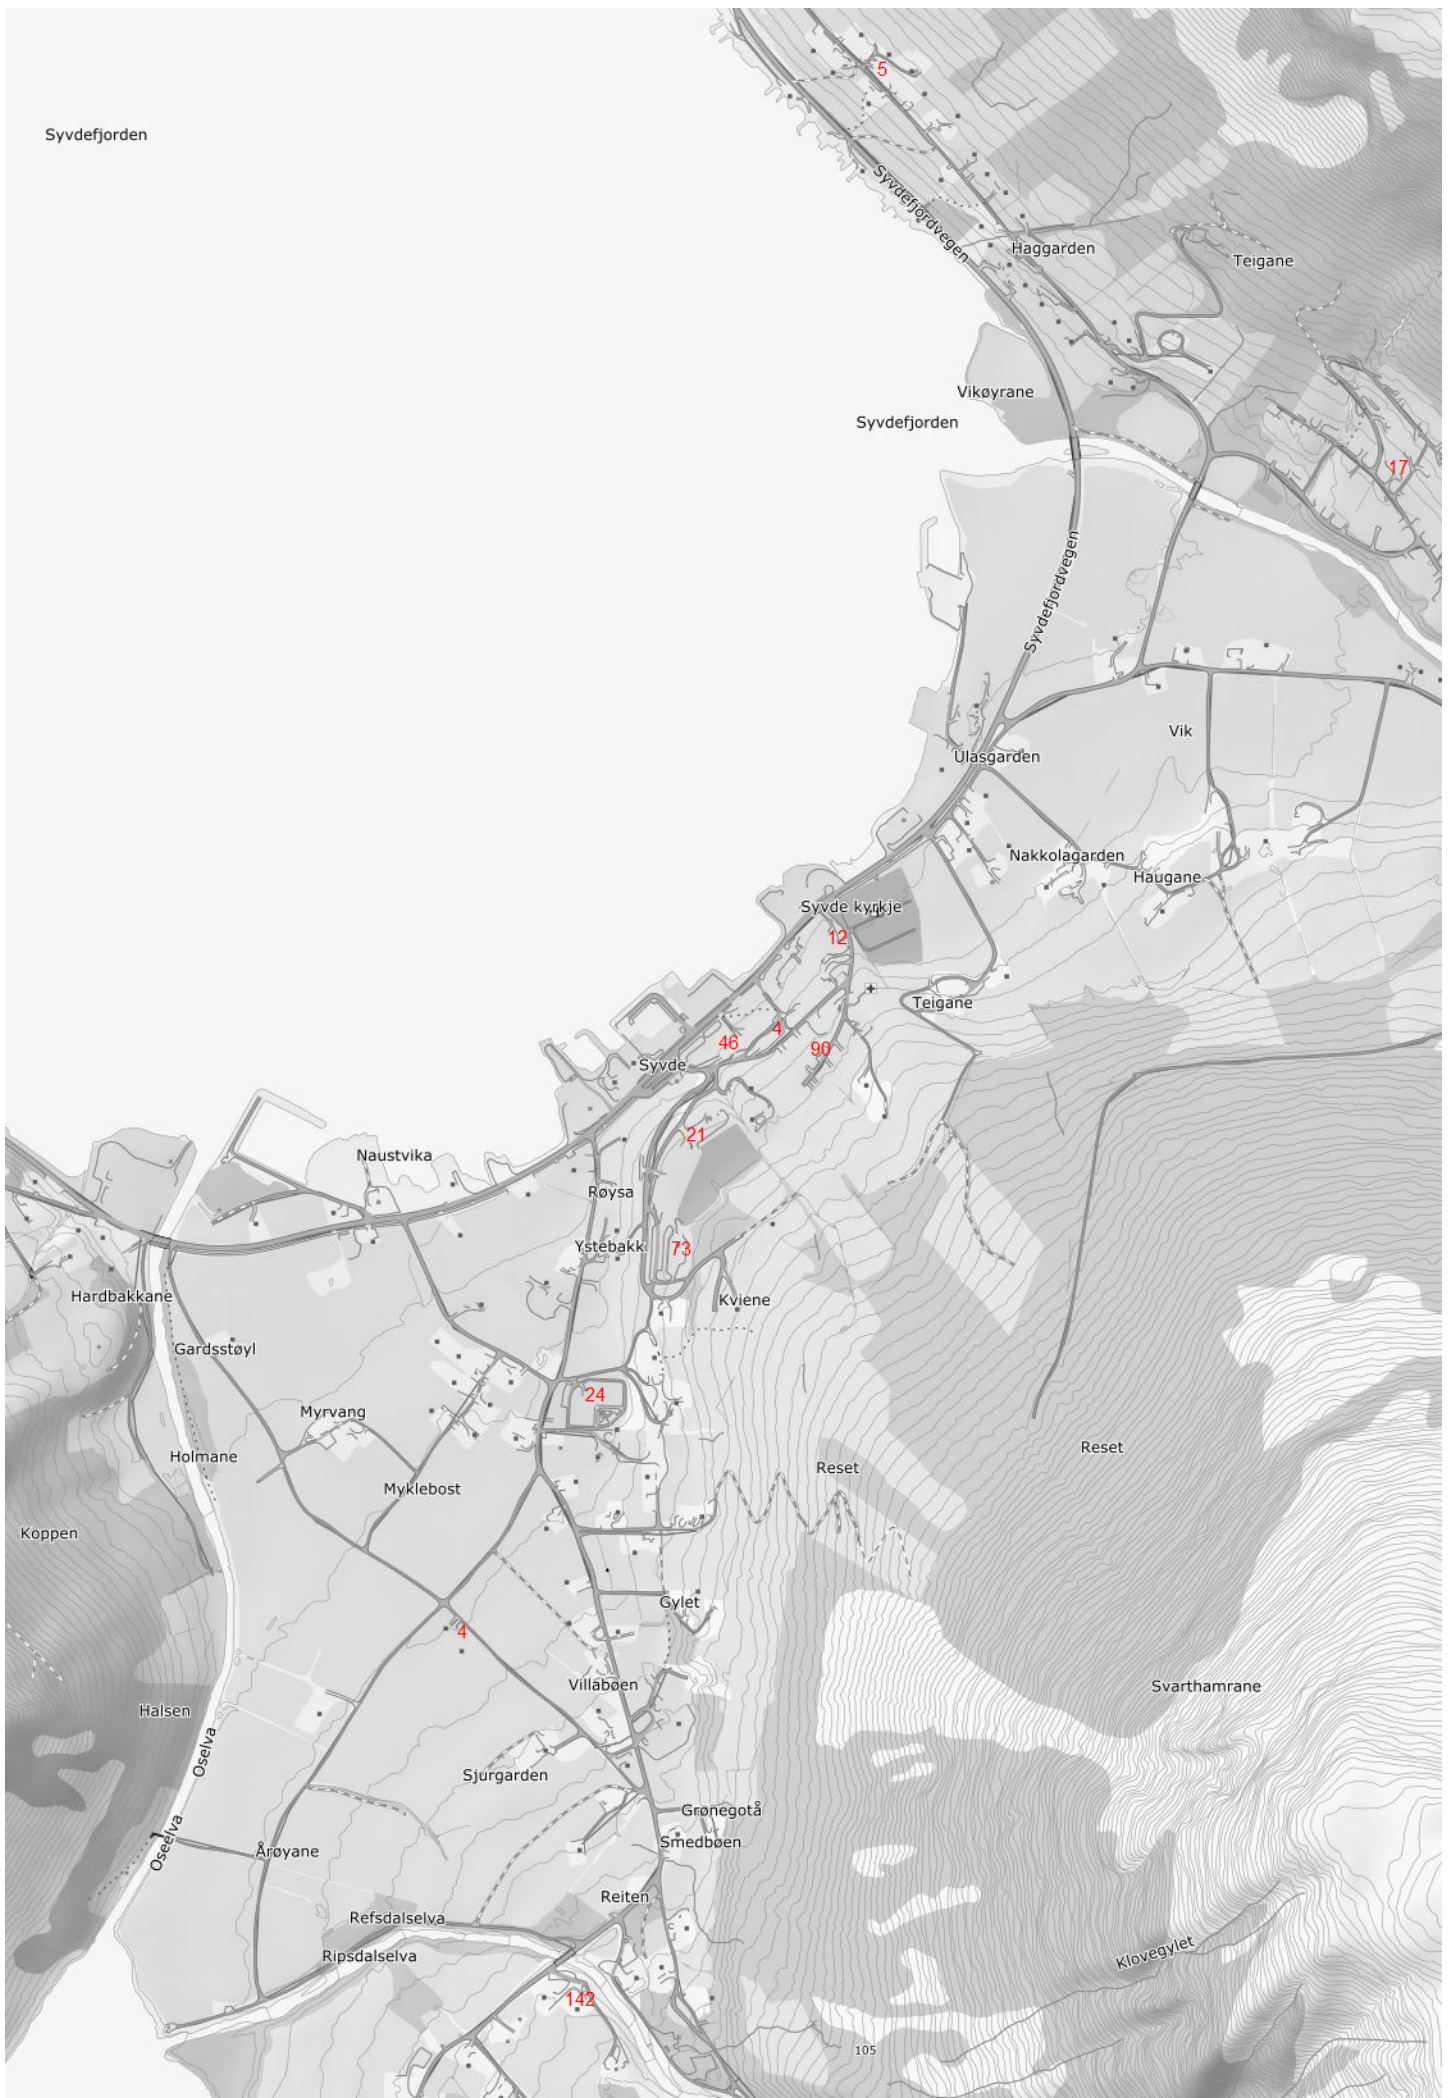 5
Syvdefjorden
Syvdefjordvegen
Haggarden
Teigane
Vikøyrane
Syvdefjorden
17
Syvdefjordvegen
Vik
Ulasgarden
Nakkolagarden
Haugane
Syvde kyrkje
12
Teigane
4
46
90
Syvde
21
Naustvika
Røysa
Ystebakk
73
Hardbakkane
Kviene
Gardsstøyl
24
Myrvang
Reset
Holmane
Reset
Myklebost
Koppen
Gylet
4
Villabøen
Svarthamrane
Halsen
Oselva
Sjurgarden
Grønegotå
Smedbøen
Oseelva
Årøyane
Reiten
Refsdalselva
Ripsdalselva
Klovegylet
142
105